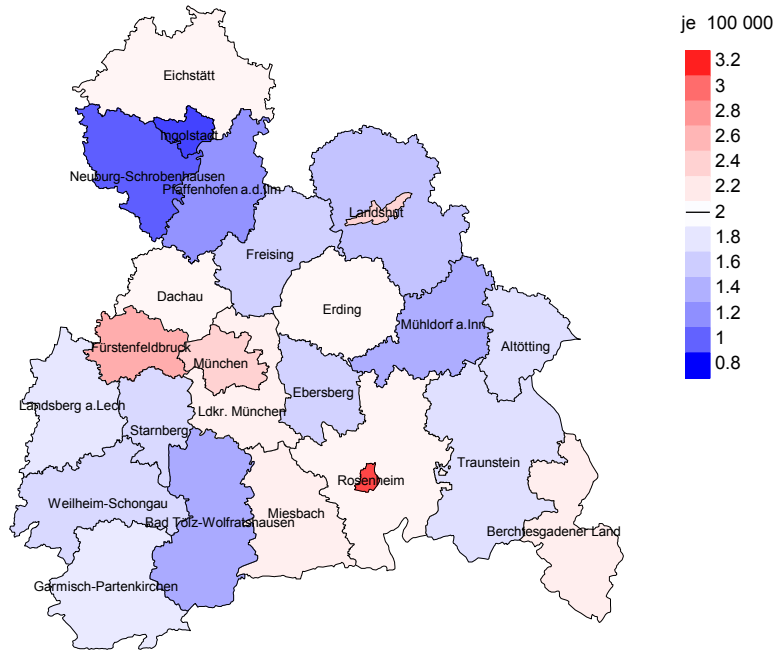 je 100 000
3.2
3
2.8
2.6
2.4
2.2
2
1.8
1.6
1.4
1.2
1
0.8
Eichstätt
Ingolstadt
Neuburg-Schrobenhausen
Pfaffenhofen a.d.Ilm
Landshut
Freising
Dachau
Erding
Mühldorf a.Inn
Altötting
Fürstenfeldbruck
München
Ebersberg
Landsberg a.Lech
Ldkr. München
Starnberg
Traunstein
Rosenheim
Weilheim-Schongau
Miesbach
Bad Tölz-Wolfratshausen
Berchtesgadener Land
Garmisch-Partenkirchen